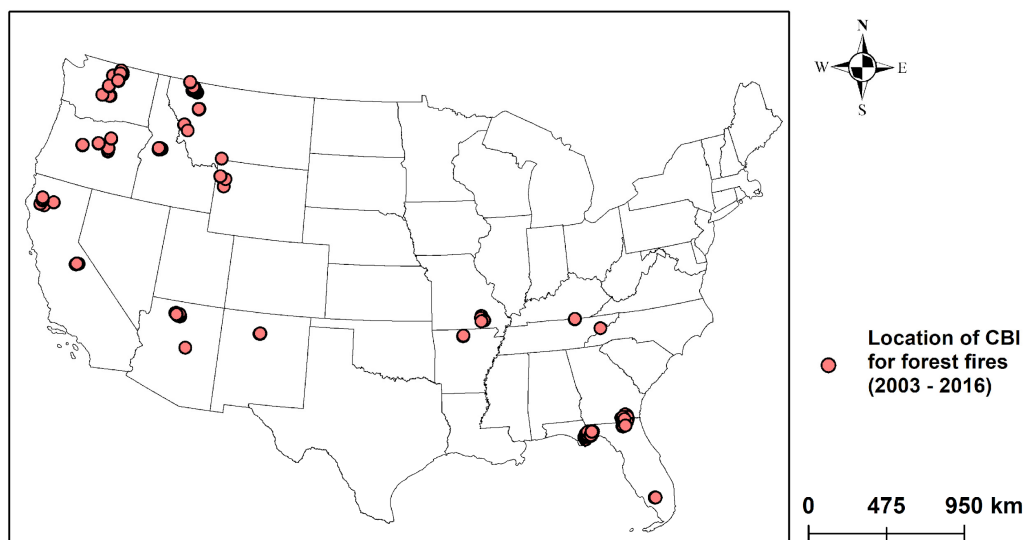 N
W E
S
Location of CBI
for forest fires
(2003 - 2016)
0 475 950 km